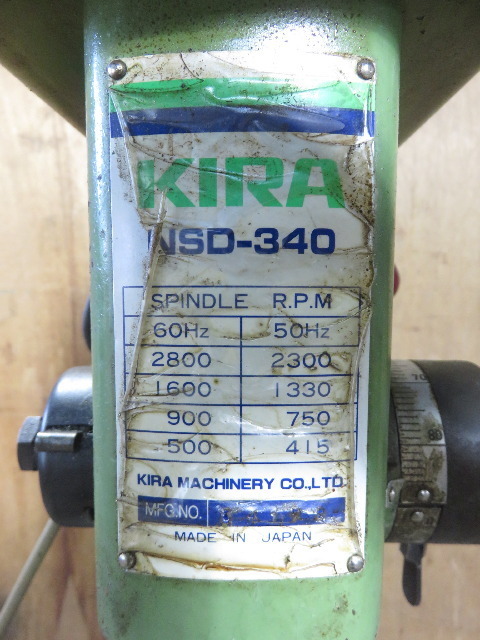 KIRA
NSD-340
SPINDLE R.P.M
60Hz 50Hz
2800 2300
1600 1330
900 750
500 415
KIRA MACHINERY CO.,LTD.
MFG.NO.
MADE IN JAPAN